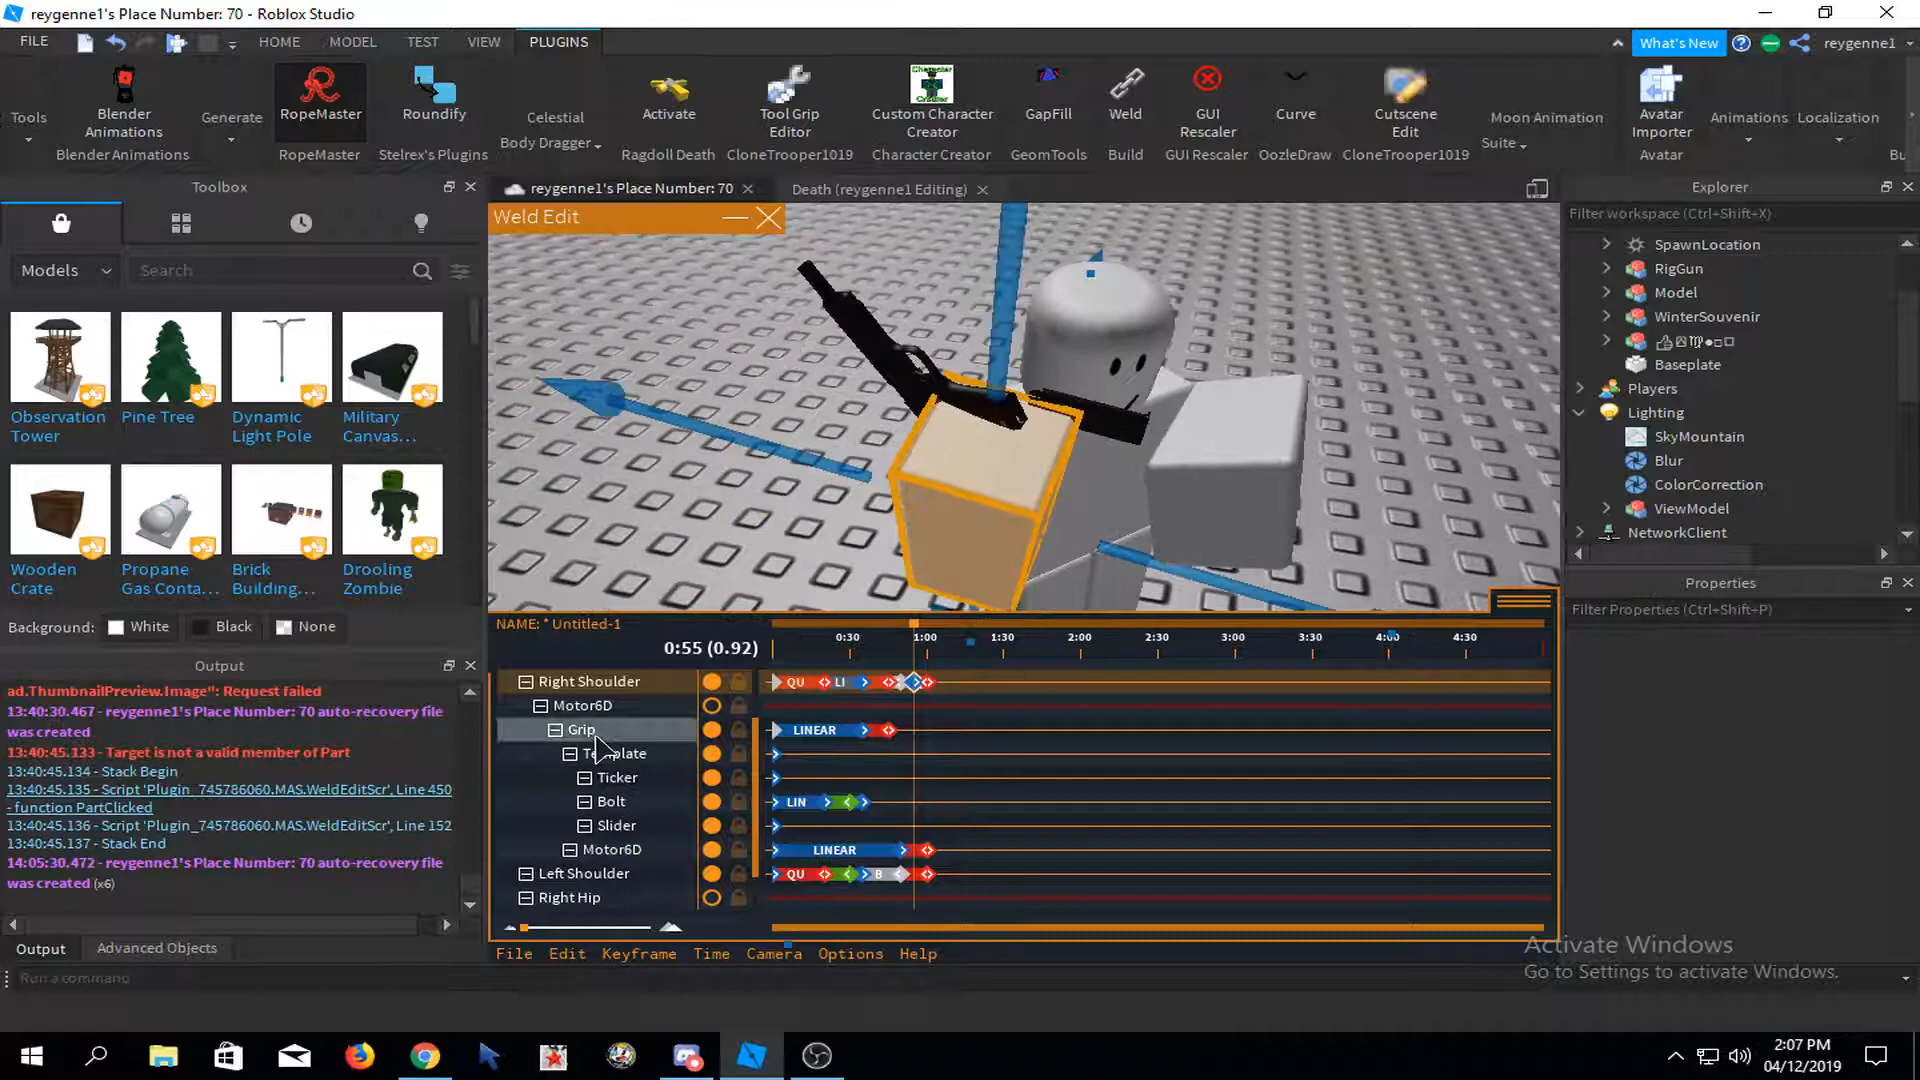 reygenne1's Place Number: 70 - Roblox Studio
FILE
HOME
MODEL
TEST
VIEW
PLUGINS
What's New
reygenne1
Tools
Blender
Animations
Generate
RopeMaster
Roundify
Celestial
Body Dragger
Activate
Tool Grip
Editor
Custom Character
Creator
GapFill
Weld
GUI
Rescaler
Curve
Cutscene
Edit
Moon Animation
Suite
Avatar
Importer
Animations
Localization
Blender Animations
RopeMaster
Stelrex's Plugins
Ragdoll Death
CloneTrooper1019
Character Creator
GeomTools
Build
GUI Rescaler
OozleDraw
CloneTrooper1019
Avatar
Bu
Toolbox
reygenne1's Place Number: 70
Death (reygenne1 Editing)
Explorer
Weld Edit
Filter workspace (Ctrl+Shift+X)
Models
Search
SpawnLocation
RigGun
Model
WinterSouvenir
Baseplate
Players
Lighting
SkyMountain
Blur
ColorCorrection
ViewModel
NetworkClient
Observation
Tower
Pine Tree
Dynamic
Light Pole
Military
Canvas...
Wooden
Crate
Propane
Gas Conta...
Brick
Building...
Drooling
Zombie
Background:
White
Black
None
Properties
Filter Properties (Ctrl+Shift+P)
Output
ad.ThumbnailPreview.Image": Request failed
13:40:30.467 - reygenne1's Place Number: 70 auto-recovery file
was created
13:40:45.133 - Target is not a valid member of Part
13:40:45.134 - Stack Begin
13:40:45.135 - Script 'Plugin_745786060.MAS.WeldEditScr', Line 450
- function PartClicked
13:40:45.136 - Script 'Plugin_745786060.MAS.WeldEditScr', Line 152
13:40:45.137 - Stack End
14:05:30.472 - reygenne1's Place Number: 70 auto-recovery file
was created (x6)
Output
Advanced Objects
Run a command
NAME: * Untitled-1
0:55 (0.92)
0:30
1:00
1:30
2:00
2:30
3:00
3:30
4:00
4:30
Right Shoulder
QU
LI
Motor6D
Grip
LINEAR
Template
Ticker
Bolt
LIN
Slider
Motor6D
LINEAR
Left Shoulder
QU
B
Right Hip
File
Edit
Keyframe
Time
Camera
Options
Help
Activate Windows
Go to Settings to activate Windows.
2:07 PM
04/12/2019